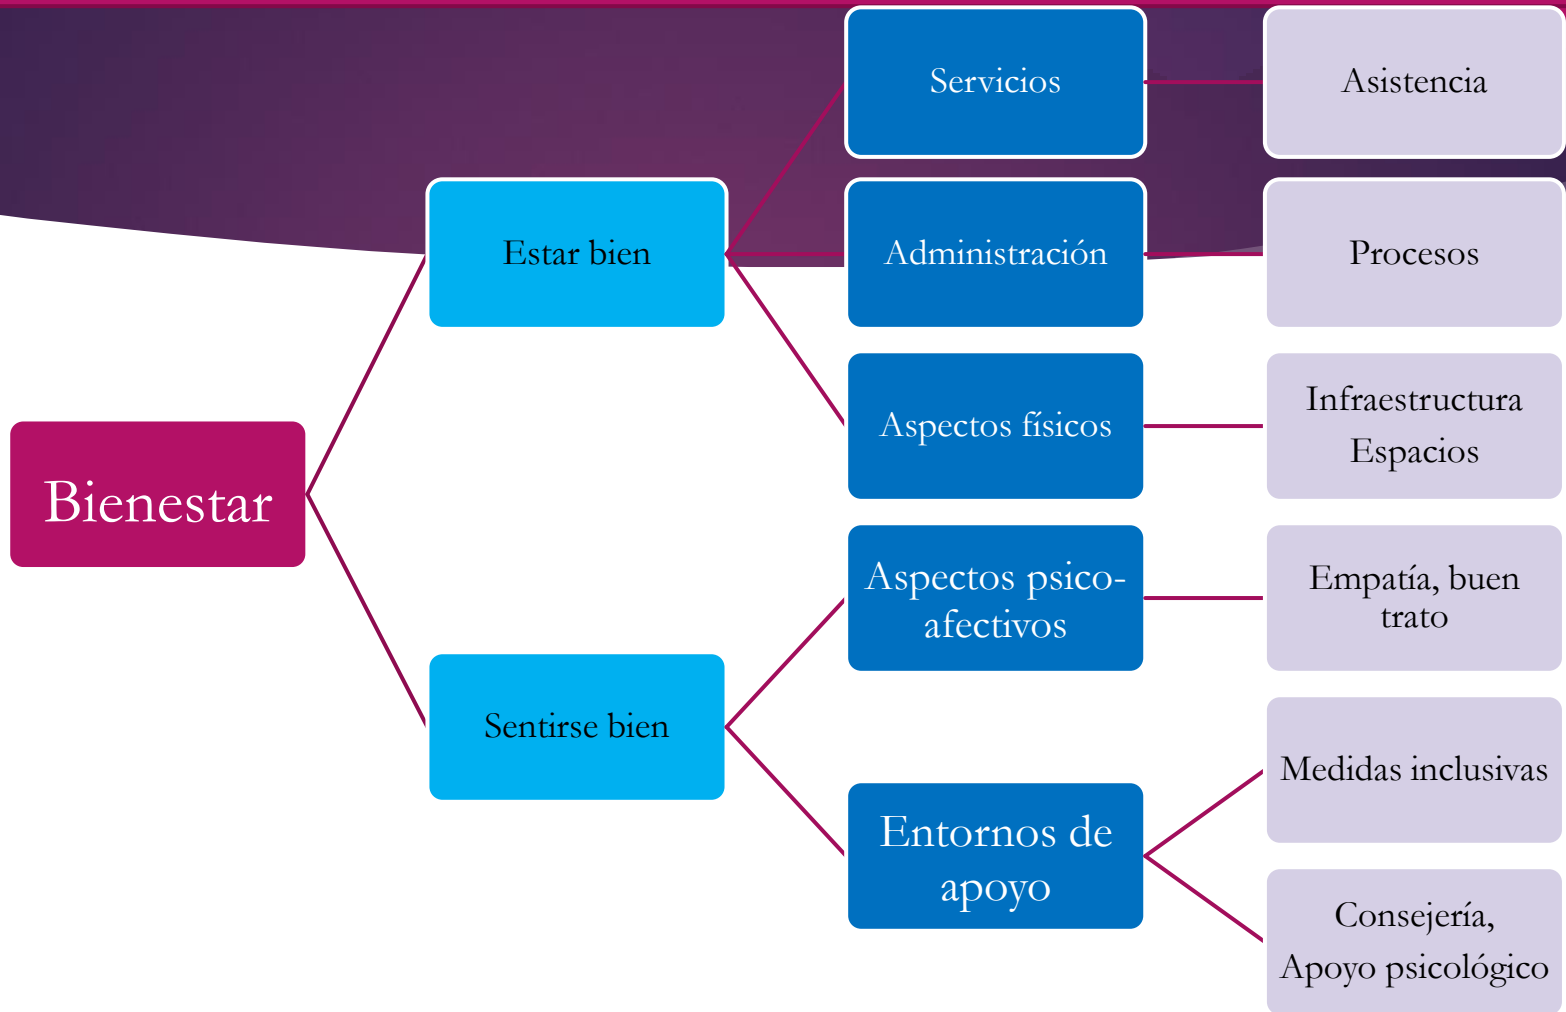 Bienestar
Estar bien
Servicios
Asistencia
Administración
Procesos
Aspectos físicos
Infraestructura
Espacios
Sentirse bien
Aspectos psico-
afectivos
Empatía, buen
trato
Entornos de
apoyo
Medidas inclusivas
Consejería,
Apoyo psicológico